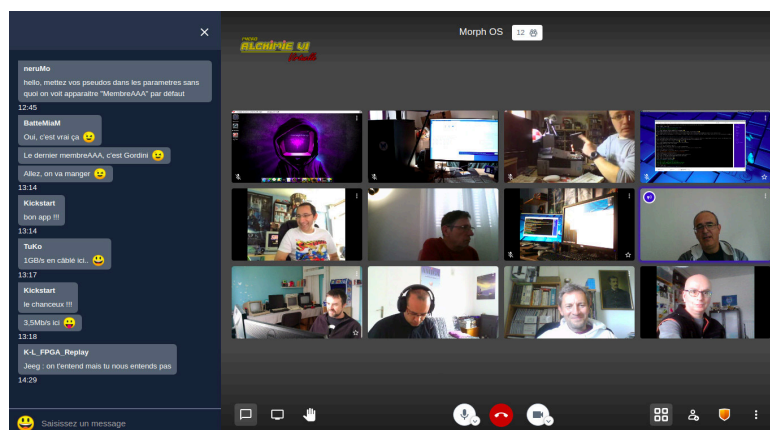 neruMo
hello, mettez vos pseudos dans les parametres sans
quoi on voit apparaitre "MembreAAA" par défaut
12:45
BatteMiaM
Oui, c'est vrai ça
Le dernier membreAAA, c'est Gordini
Allez, on va manger
13:14
Kickstart
bon app !!!
13:14
TuKo
1GB/s en câblé ici..
13:17
Kickstart
le chanceux !!!
3,5Mb/s ici
13:18
K-L_FPGA_Replay
Jeeg : on t'entend mais tu nous entends pas
14:29
Saisissez un message
ALCHIMIE VI
Morph OS
12